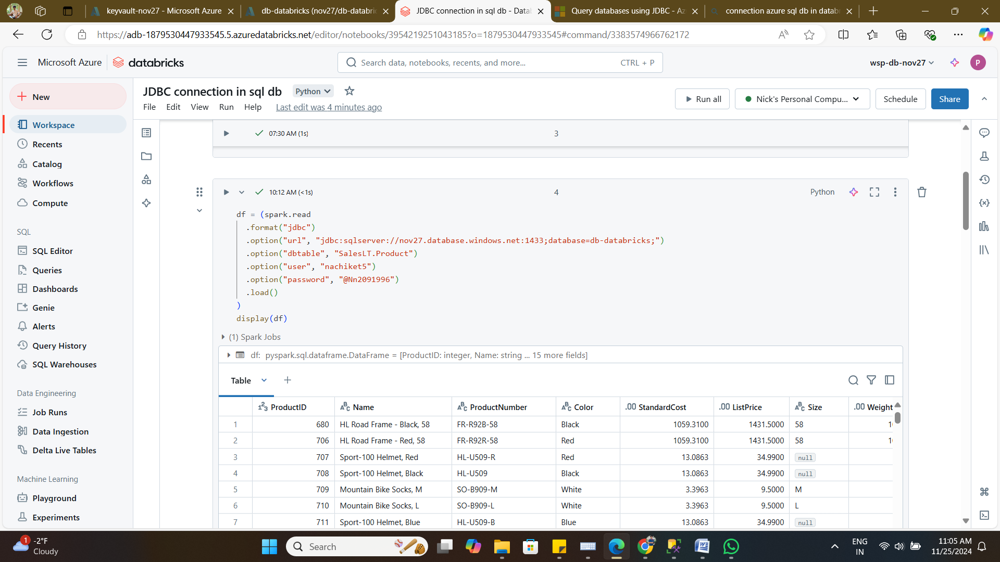 keyvault-nov27 - Microsoft Azure
db-databricks (nov27/db-databric
JDBC connection in sql db - Data
Query databases using JDBC - Az
connection azure sql db in datab
https://adb-1879530447933545.5.azuredatabricks.net/editor/notebooks/3954219251043185?o=1879530447933545#command/3383574966762172
Microsoft Azure
databricks
Search data, notebooks, recents, and more...
CTRL + P
wsp-db-nov27
P
New
Workspace
Recents
Catalog
Workflows
Compute
SQL
SQL Editor
Queries
Dashboards
Genie
Alerts
Query History
SQL Warehouses
Data Engineering
Job Runs
Data Ingestion
Delta Live Tables
Machine Learning
Playground
Experiments
JDBC connection in sql db
Python
File Edit View Run Help Last edit was 4 minutes ago
Run all
Nick's Personal Compu...
Schedule
Share
07:30 AM (1s)
3
10:12 AM (<1s)
4
Python
df = (spark.read
.format("jdbc")
.option("url", "jdbc:sqlserver://nov27.database.windows.net:1433;database=db-databricks;")
.option("dbtable", "SalesLT.Product")
.option("user", "nachiket5")
.option("password", "@Nn2091996")
.load()
)
display(df)
(1) Spark Jobs
df: pyspark.sql.dataframe.DataFrame = [ProductID: integer, Name: string ... 15 more fields]
Table
ProductID Name ProductNumber Color .00 StandardCost .00 ListPrice Size .00 Weight
1 680 HL Road Frame - Black, 58 FR-R92B-58 Black 1059.3100 1431.5000 58
2 706 HL Road Frame - Red, 58 FR-R92R-58 Red 1059.3100 1431.5000 58
3 707 Sport-100 Helmet, Red HL-U509-R Red 13.0863 34.9900 null
4 708 Sport-100 Helmet, Black HL-U509 Black 13.0863 34.9900 null
5 709 Mountain Bike Socks, M SO-B909-M White 3.3963 9.5000 M
6 710 Mountain Bike Socks, L SO-B909-L White 3.3963 9.5000 L
7 711 Sport-100 Helmet, Blue HL-U509-B Blue 13.0863 34.9900 null
1
-2°F
Cloudy
Search
ENG
IN
11:05 AM
11/25/2024